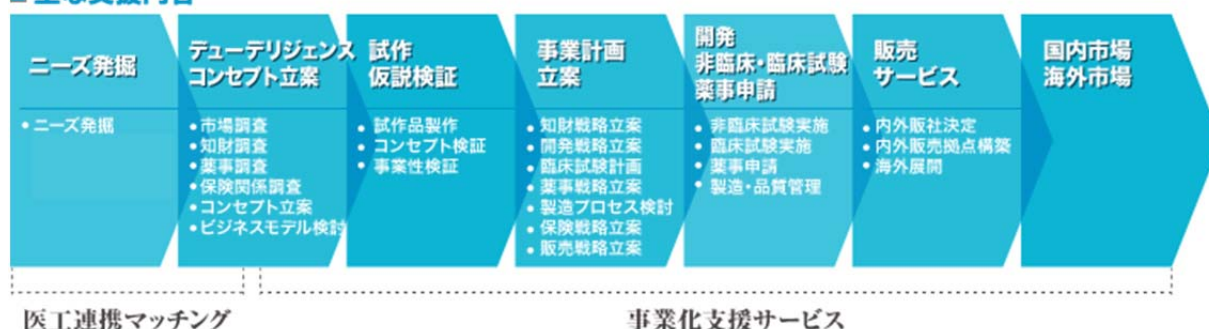 ニーズ発掘
・ニーズ発掘
デューデリジェンス
コンセプト立案
・市場調査
・知財調査
・薬事調査
・保険関係調査
・コンセプト立案
・ビジネスモデル検討
試作
仮説検証
・試作品製作
・コンセプト検証
・事業性検証
事業計画
立案
・知財戦略立案
・開発戦略立案
・臨床試験計画
・薬事戦略立案
・製造プロセス検討
・保険戦略立案
・販売戦略立案
開発
非臨床・臨床試験
薬事申請
・非臨床試験実施
・臨床試験実施
・薬事申請
・製造・品質管理
販売
サービス
・内外販社決定
・内外販売拠点構築
・海外展開
国内市場
海外市場
医工連携マッチング
事業化支援サービス